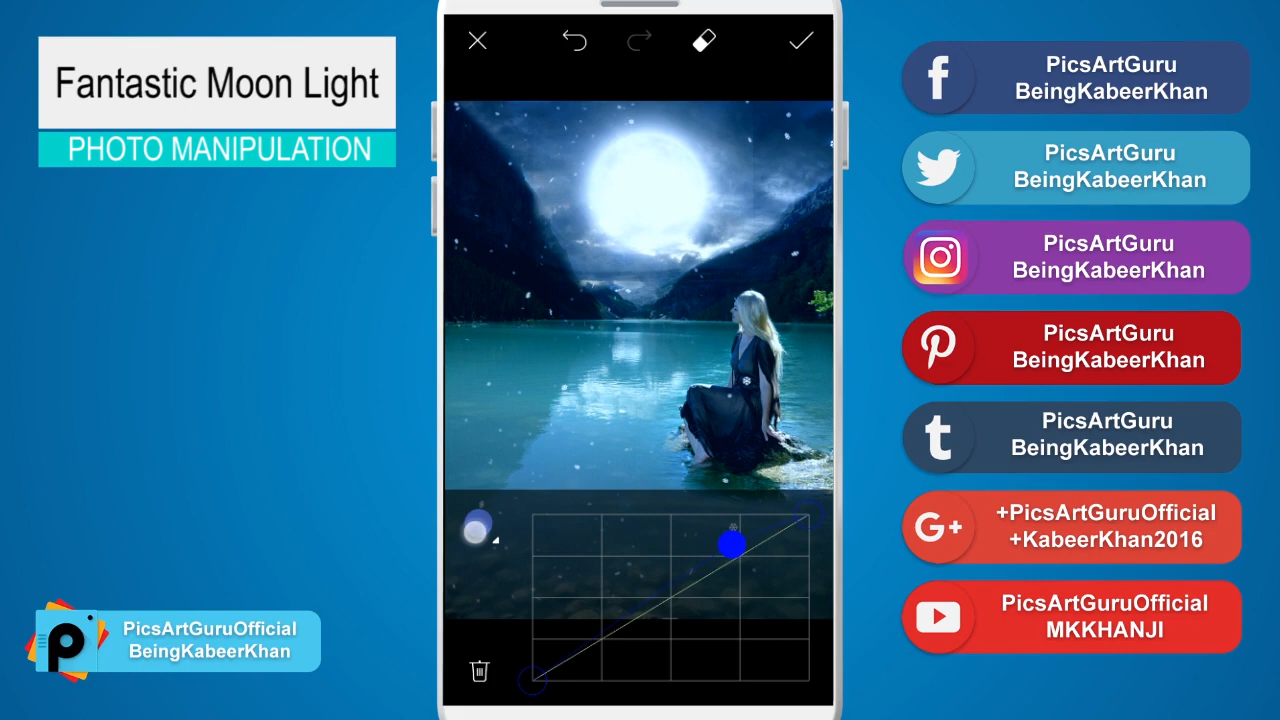 Fantastic Moon Light
PHOTO MANIPULATION
PicsArtGuruOfficial
BeingKabeerKhan
PicsArtGuru
BeingKabeerKhan
PicsArtGuru
BeingKabeerKhan
PicsArtGuru
BeingKabeerKhan
PicsArtGuru
BeingKabeerKhan
PicsArtGuru
BeingKabeerKhan
+PicsArtGuruOfficial
+KabeerKhan2016
PicsArtGuruOfficial
MKKHANJI